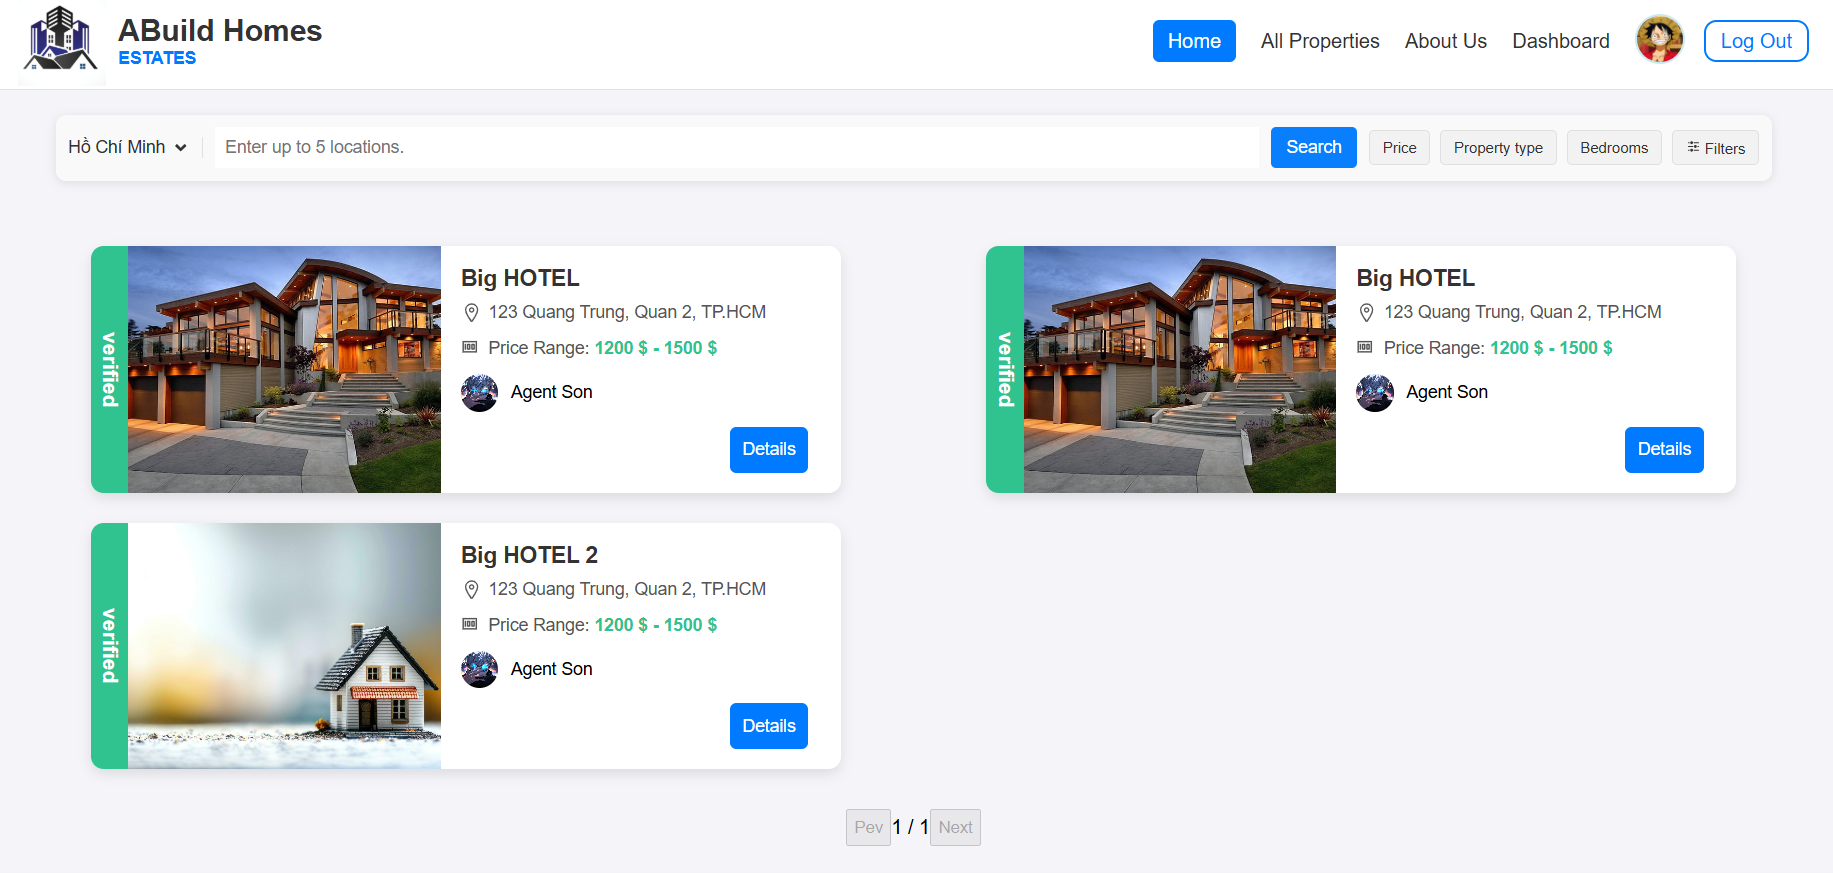 ABuild Homes
ESTATES
Home All Properties About Us Dashboard Log Out
Hồ Chí Minh Enter up to 5 locations. Search Price Property type Bedrooms Filters
verified
Big HOTEL
123 Quang Trung, Quan 2, TP.HCM
Price Range: 1200 $ - 1500 $
Agent Son
Details
verified
Big HOTEL
123 Quang Trung, Quan 2, TP.HCM
Price Range: 1200 $ - 1500 $
Agent Son
Details
verified
Big HOTEL 2
123 Quang Trung, Quan 2, TP.HCM
Price Range: 1200 $ - 1500 $
Agent Son
Details
Pev 1 / 1 Next